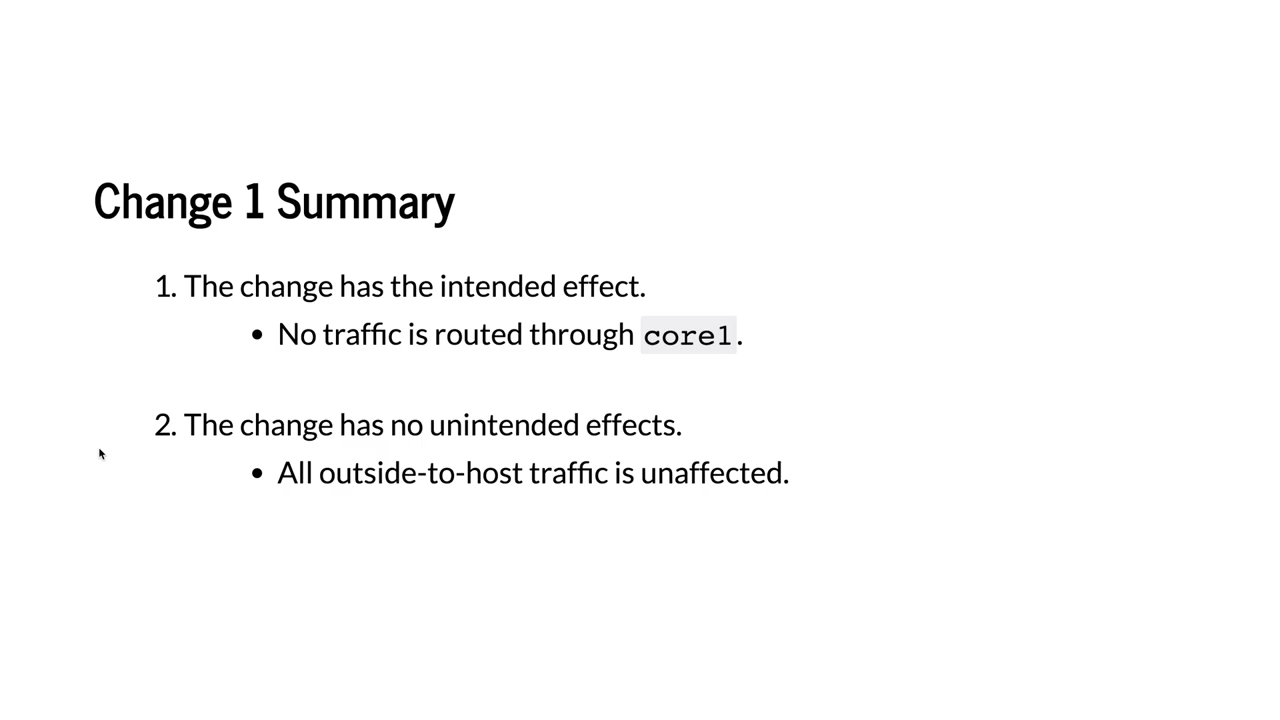 Change 1 Summary
1. The change has the intended effect.
• No traffic is routed through core1.
2. The change has no unintended effects.
• All outside-to-host traffic is unaffected.